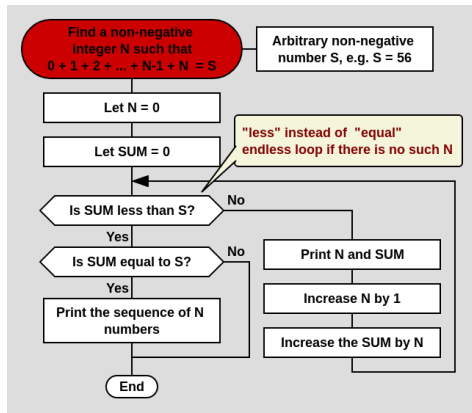 Find a non-negative
integer N such that
0 + 1 + 2 + ... + N-1 + N = S
Arbitrary non-negative
number S, e.g. S = 56
Let N = 0
Let SUM = 0
"less" instead of "equal"
endless loop if there is no such N
Is SUM less than S?
No
Yes
Is SUM equal to S?
No
Yes
Print the sequence of N
numbers
End
Print N and SUM
Increase N by 1
Increase the SUM by N